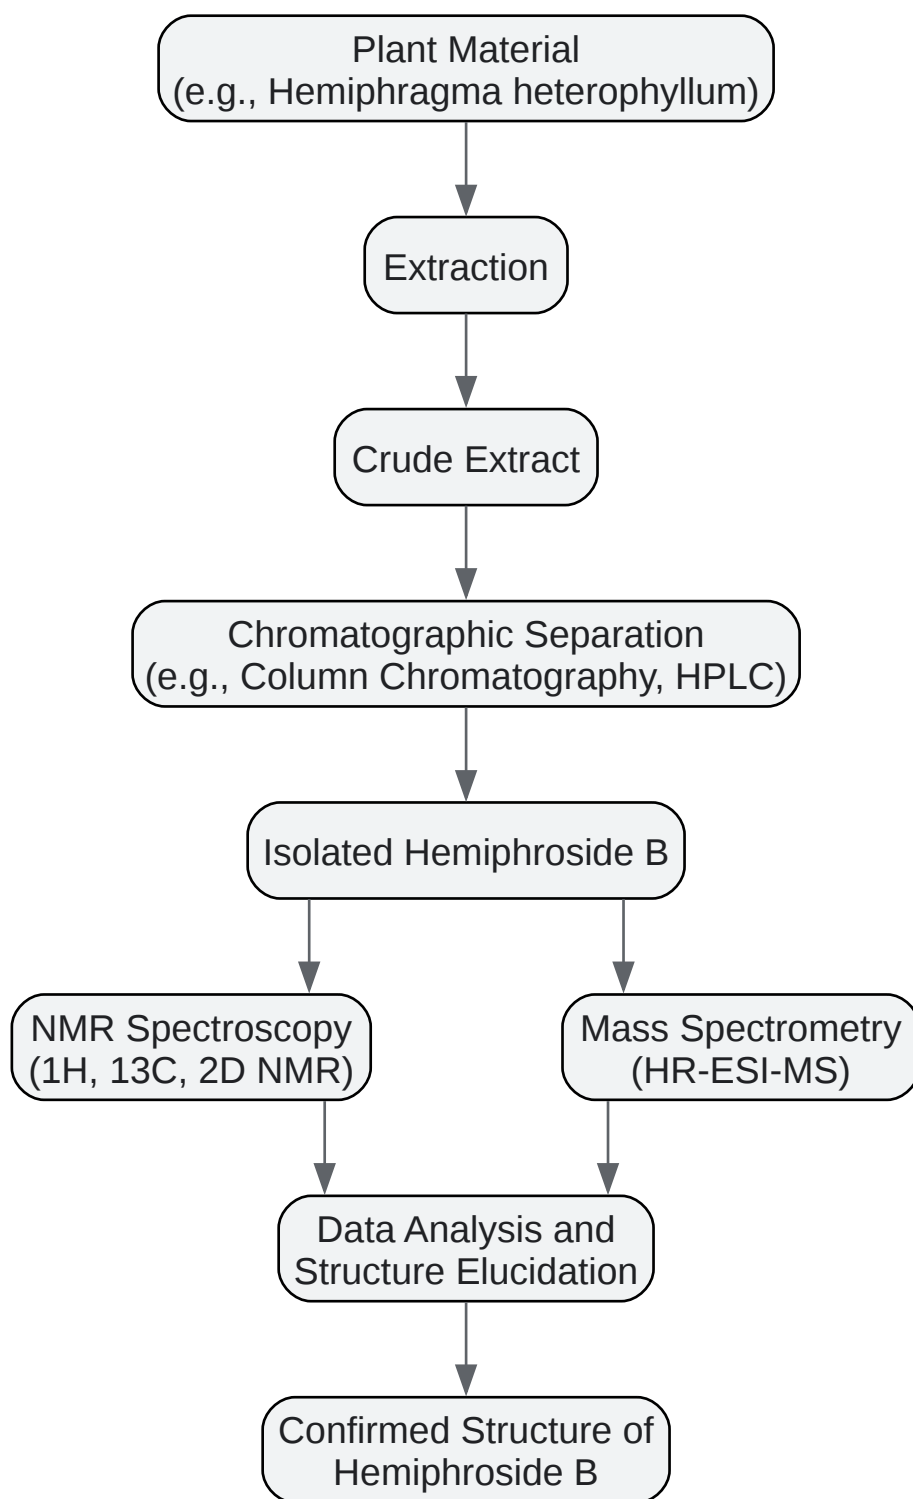 Plant Material
(e.g., Hemiphragma heterophyllum)
Extraction
Crude Extract
Chromatographic Separation
(e.g., Column Chromatography, HPLC)
Isolated Hemiphroside B
NMR Spectroscopy
(1H, 13C, 2D NMR)
Mass Spectrometry
(HR-ESI-MS)
Data Analysis and
Structure Elucidation
Confirmed Structure of
Hemiphroside B